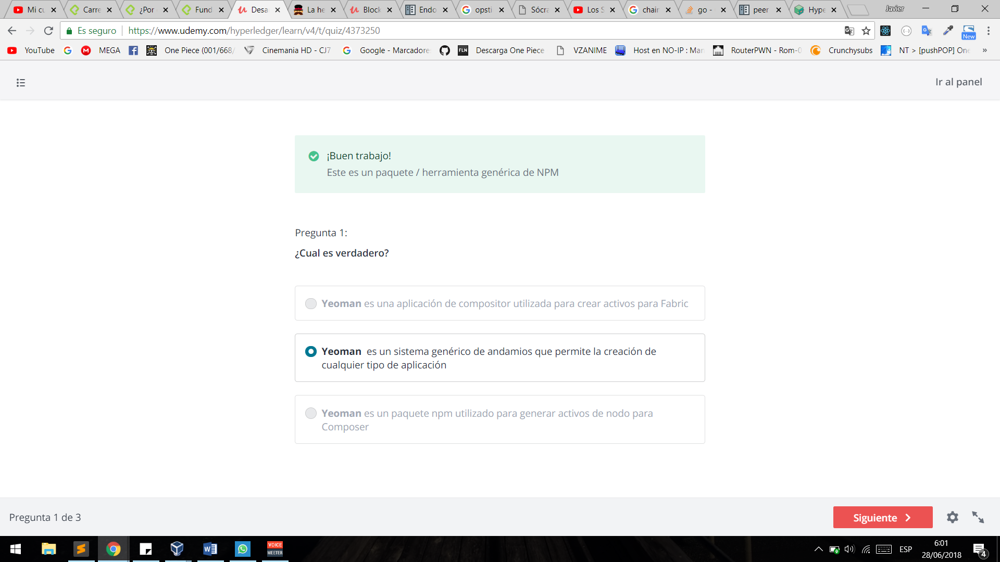 Mi cu
Carre
¿Por
Fund
Desa
La he
Block
Endo
opsti
Sócra
Los S
chair
go -
peer
Hype
Javier
Es seguro
https://www.udemy.com/hyperledger/learn/v4/t/quiz/4373250
New
YouTube
MEGA
One Piece (001/668/
Cinemania HD - CJ7
Google - Marcadore
FLN
Descarga One Piece
VZANIME
Host en NO-IP : Man
RouterPWN - Rom-0
Crunchysubs
NT > [pushPOP] One
»
Ir al panel
¡Buen trabajo!
Este es un paquete / herramienta genérica de NPM
Pregunta 1:
¿Cual es verdadero?
Yeoman es una aplicación de compositor utilizada para crear activos para Fabric
Yeoman es un sistema genérico de andamios que permite la creación de
cualquier tipo de aplicación
Yeoman es un paquete npm utilizado para generar activos de nodo para
Composer
Pregunta 1 de 3
Siguiente
VOICE
MEETER
ESP
6:01
28/06/2018
4